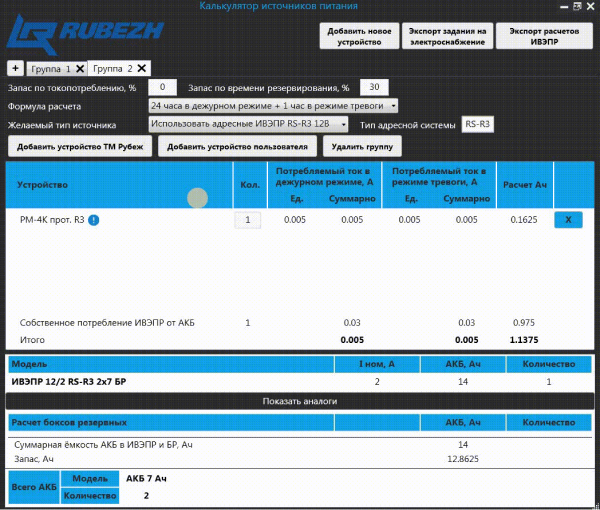 Калькулятор источников питания
RUBEZH
Добавить новое устройство
Экспорт задания на электроснабжение
Экспорт расчетов ИВЭПР
+
Группа 1 X
Группа 2 X
Запас по токопотреблению, % 0 Запас по времени резервирования, % 30
Формула расчета 24 часа в дежурном режиме + 1 час в режиме тревоги
Желаемый тип источника Использовать адресные ИВЭПР RS-R3 12В Тип адресной системы RS-R3
Добавить устройство ТМ Рубеж Добавить устройство пользователя Удалить группу
Устройство Кол. Потребляемый ток в дежурном режиме, А Потребляемый ток в режиме тревоги, А Расчет Ач
Ед. Суммарно Ед. Суммарно
РМ-4К прот. R3 ! 1 0.005 0.005 0.005 0.005 0.1625 X
Собственное потребление ИВЭПР от АКБ 1 0.03 0.03 0.975
Итого 0.005 0.005 1.1375
Модель I ном, А АКБ, Ач Количество
ИВЭПР 12/2 RS-R3 2x7 БР 2 14 1
Показать аналоги
Расчет боксов резервных АКБ, Ач Количество
Суммарная ёмкость АКБ в ИВЭПР и БР, Ач 14
Запас, Ач 12.8625
Всего АКБ Модель АКБ 7 Ач
Количество 2